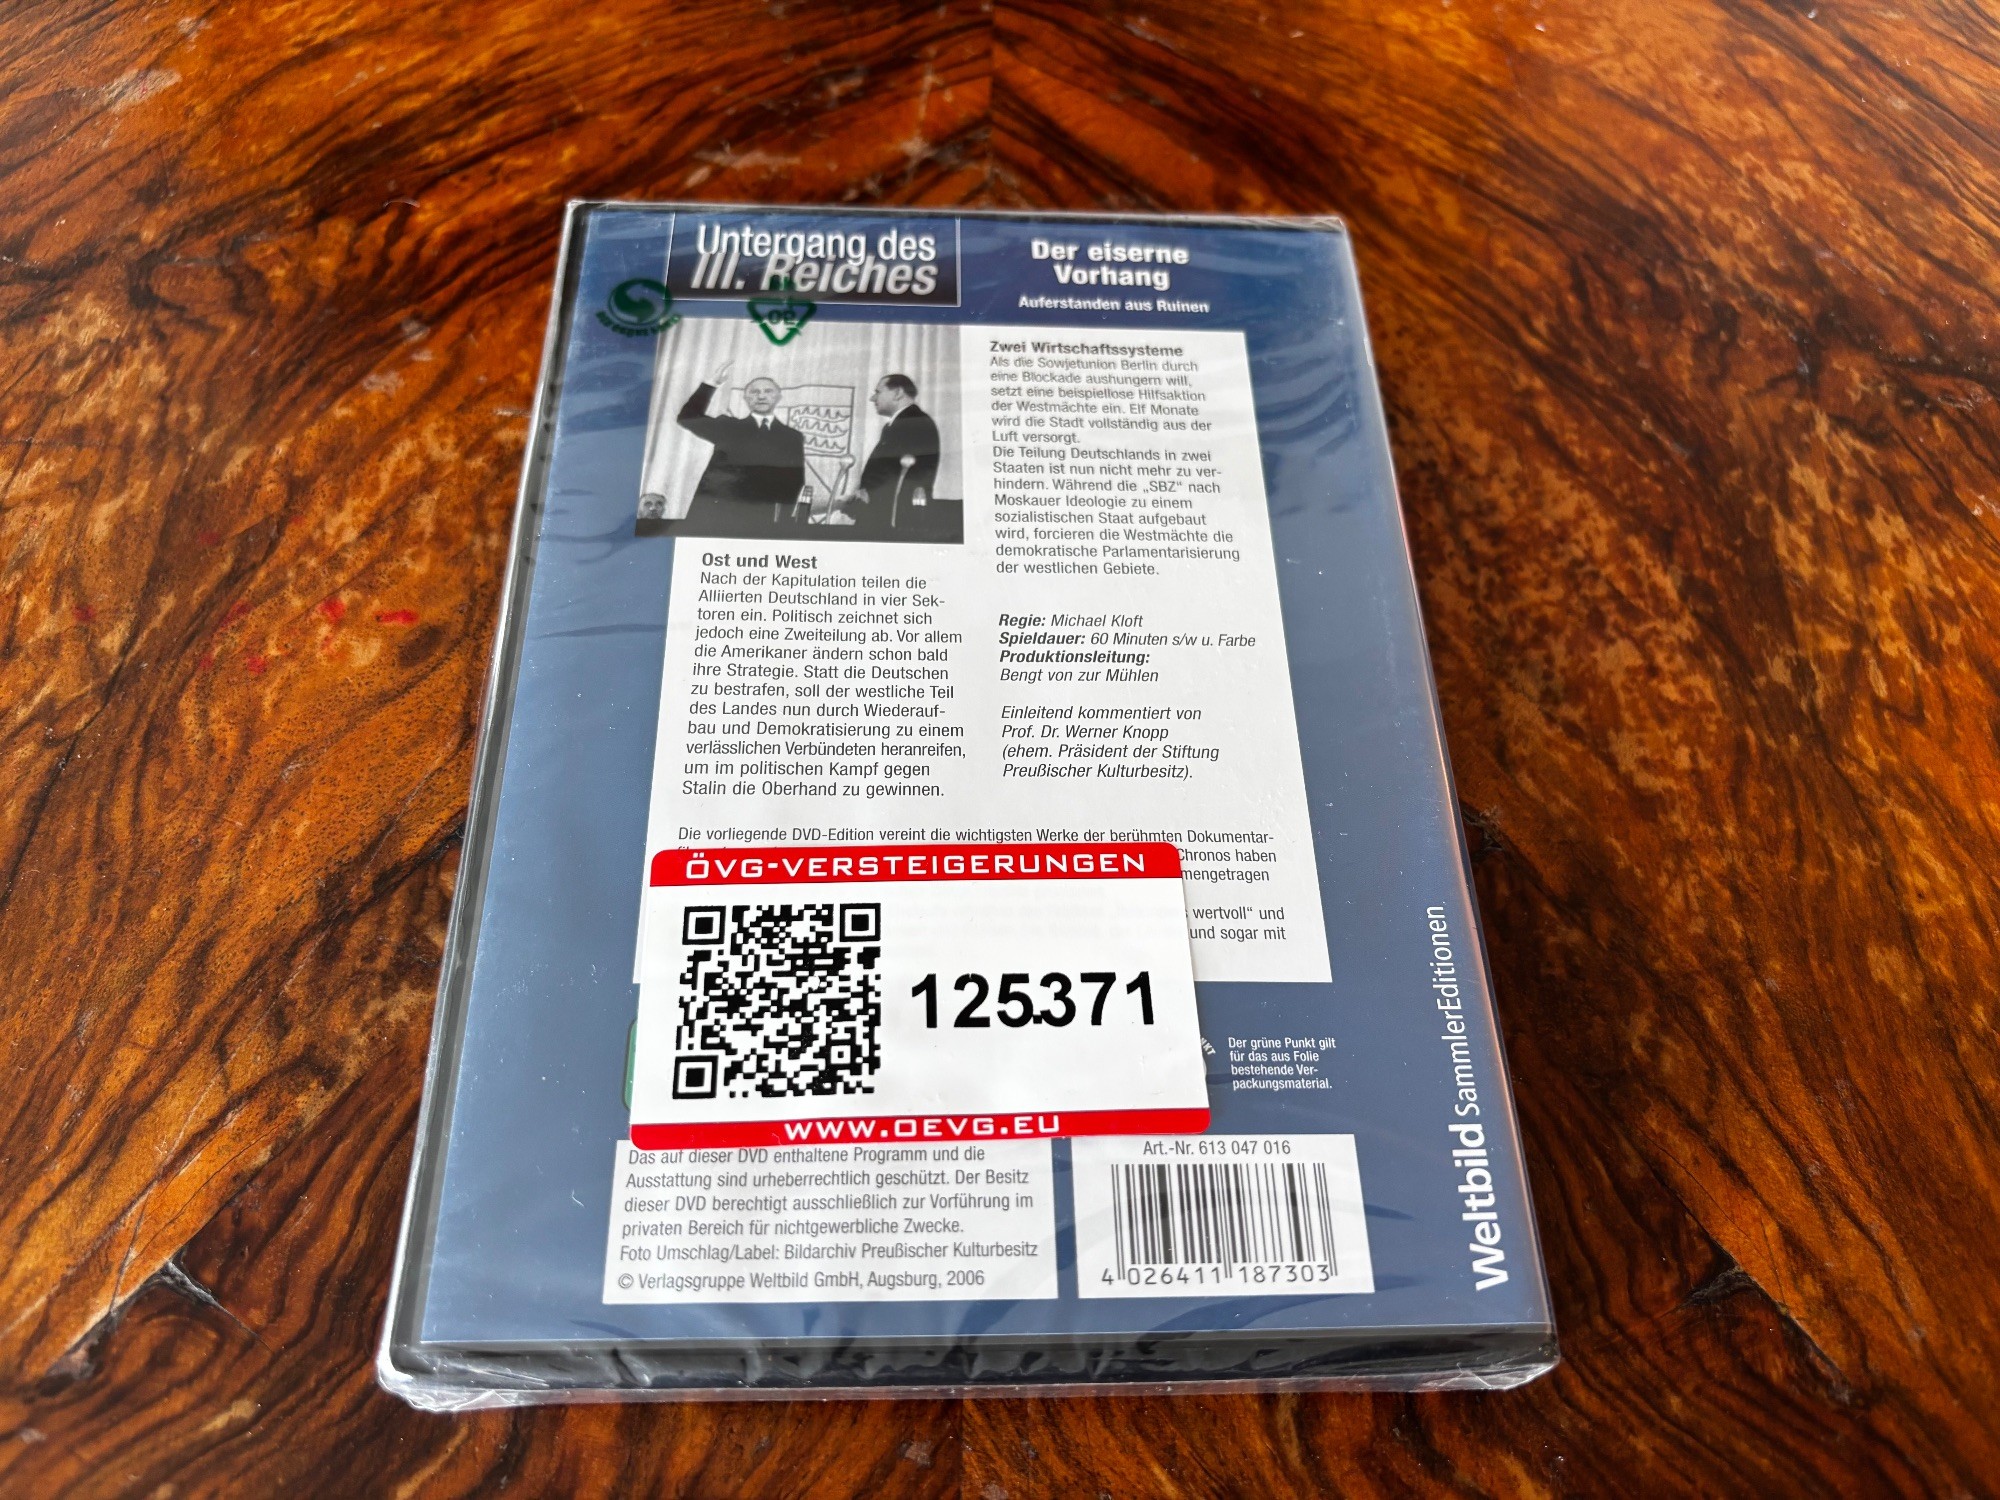 Untergang des
III. Reiches
Der eiserne
Vorhang
Auferstanden aus Ruinen
Zwei Wirtschaftssysteme
Als die Sowjetunion Berlin durch
eine Blockade aushungern will,
setzt eine beispiellose Hilfsaktion
der Westmächte ein. Elf Monate
wird die Stadt vollständig aus der
Luft versorgt.
Die Teilung Deutschlands in zwei
Staaten ist nun nicht mehr zu ver-
hindern. Während die „SBZ" nach
Moskauer Ideologie zu einem
sozialistischen Staat aufgebaut
wird, forcieren die Westmächte die
demokratische Parlamentarisierung
der westlichen Gebiete.
Ost und West
Nach der Kapitulation teilen die
Alliierten Deutschland in vier Sek-
toren ein. Politisch zeichnet sich
jedoch eine Zweiteilung ab. Vor allem
die Amerikaner ändern schon bald
ihre Strategie. Statt die Deutschen
zu bestrafen, soll der westliche Teil
des Landes nun durch Wiederauf-
bau und Demokratisierung zu einem
verlässlichen Verbündeten heranreifen,
um im politischen Kampf gegen
Stalin die Oberhand zu gewinnen.
Regie: Michael Kloft
Spieldauer: 60 Minuten s/w u. Farbe
Produktionsleitung:
Bengt von zur Mühlen
Einleitend kommentiert von
Prof. Dr. Werner Knopp
(ehem. Präsident der Stiftung
Preußischer Kulturbesitz).
Die vorliegende DVD-Edition vereint die wichtigsten Werke der berühmten Dokumentar-
Chronos haben
mengetragen
wertvoll" und
und sogar mit
ÖVG-VERSTEIGERUNGEN
125.371
WWW.OEVG.EU
Der grüne Punkt gilt
für das aus Folie
bestehende Ver-
packungsmaterial.
Das auf dieser DVD enthaltene Programm und die
Ausstattung sind urheberrechtlich geschützt. Der Besitz
dieser DVD berechtigt ausschließlich zur Vorführung im
privaten Bereich für nichtgewerbliche Zwecke.
Foto Umschlag/Label: Bildarchiv Preußischer Kulturbesitz
© Verlagsgruppe Weltbild GmbH, Augsburg, 2006
Art.-Nr. 613 047 016
4 026411 187303
Weltbild SammlerEditionen